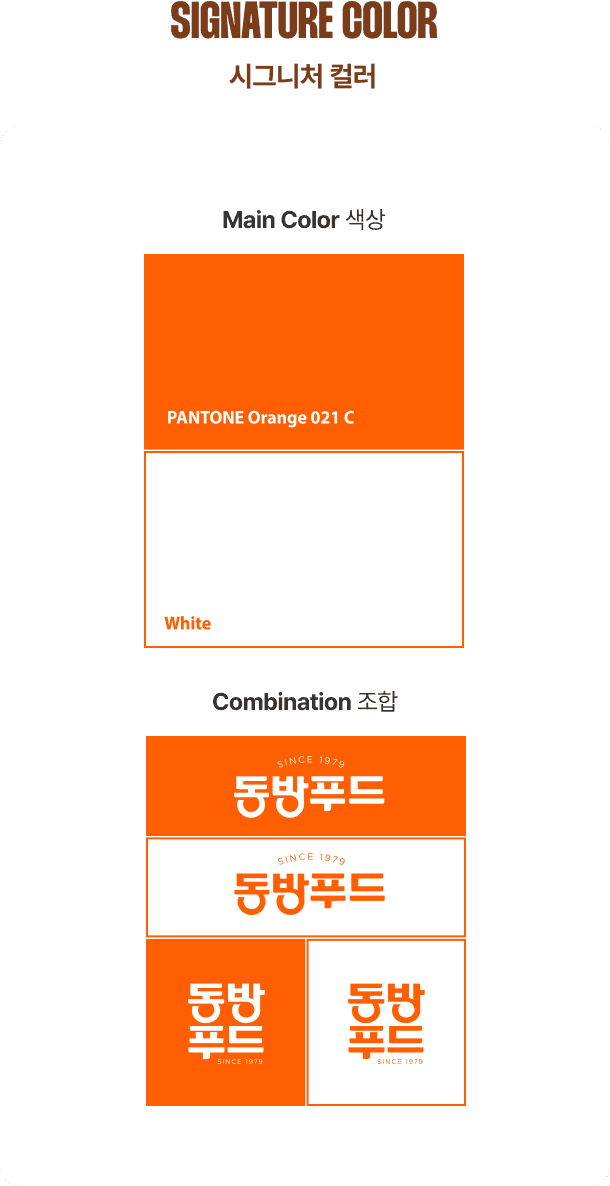 SIGNATURE COLOR
시그니처 컬러
Main Color 색상
PANTONE Orange 021 C
White
Combination 조합
SINCE 1979
동방푸드
SINCE 1979
동방푸드
동방
푸드
SINCE 1979
동방
푸드
SINCE 1979